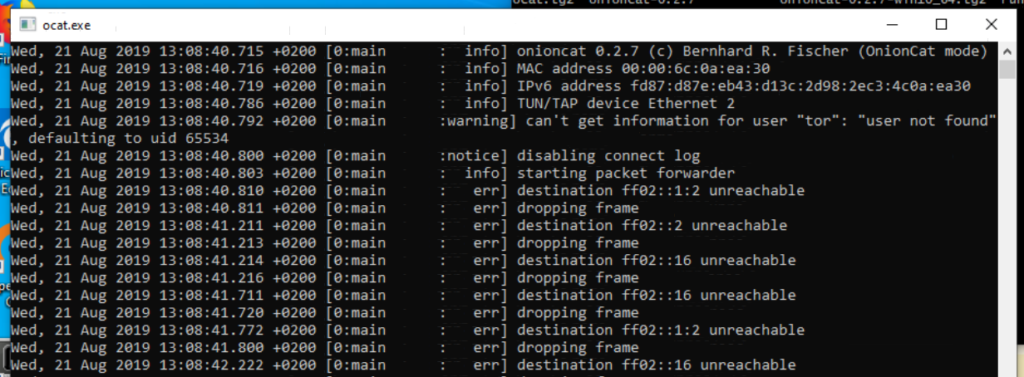 ocat.tgz onioncat-0.2.7
ocat.exe
Wed, 21 Aug 2019 13:08:40.715 +0200 [0:main      :  info] onioncat 0.2.7 (c) Bernhard R. Fischer (OnionCat mode)
Wed, 21 Aug 2019 13:08:40.716 +0200 [0:main      :  info] MAC address 00:00:6c:0a:ea:30
Wed, 21 Aug 2019 13:08:40.719 +0200 [0:main      :  info] IPv6 address fd87:d87e:eb43:d13c:2d98:2ec3:4c0a:ea30
Wed, 21 Aug 2019 13:08:40.786 +0200 [0:main      :  info] TUN/TAP device Ethernet 2
Wed, 21 Aug 2019 13:08:40.792 +0200 [0:main      :warning] can't get information for user "tor": "user not found"
, defaulting to uid 65534
Wed, 21 Aug 2019 13:08:40.800 +0200 [0:main      :notice] disabling connect log
Wed, 21 Aug 2019 13:08:40.803 +0200 [0:main      :  info] starting packet forwarder
Wed, 21 Aug 2019 13:08:40.810 +0200 [0:main      :   err] destination ff02::1:2 unreachable
Wed, 21 Aug 2019 13:08:40.811 +0200 [0:main      :   err] dropping frame
Wed, 21 Aug 2019 13:08:41.211 +0200 [0:main      :   err] destination ff02::2 unreachable
Wed, 21 Aug 2019 13:08:41.213 +0200 [0:main      :   err] dropping frame
Wed, 21 Aug 2019 13:08:41.214 +0200 [0:main      :   err] destination ff02::16 unreachable
Wed, 21 Aug 2019 13:08:41.216 +0200 [0:main      :   err] dropping frame
Wed, 21 Aug 2019 13:08:41.711 +0200 [0:main      :   err] destination ff02::16 unreachable
Wed, 21 Aug 2019 13:08:41.720 +0200 [0:main      :   err] dropping frame
Wed, 21 Aug 2019 13:08:41.772 +0200 [0:main      :   err] destination ff02::1:2 unreachable
Wed, 21 Aug 2019 13:08:41.800 +0200 [0:main      :   err] dropping frame
Wed, 21 Aug 2019 13:08:42.222 +0200 [0:main      :   err] destination ff02::16 unreachable